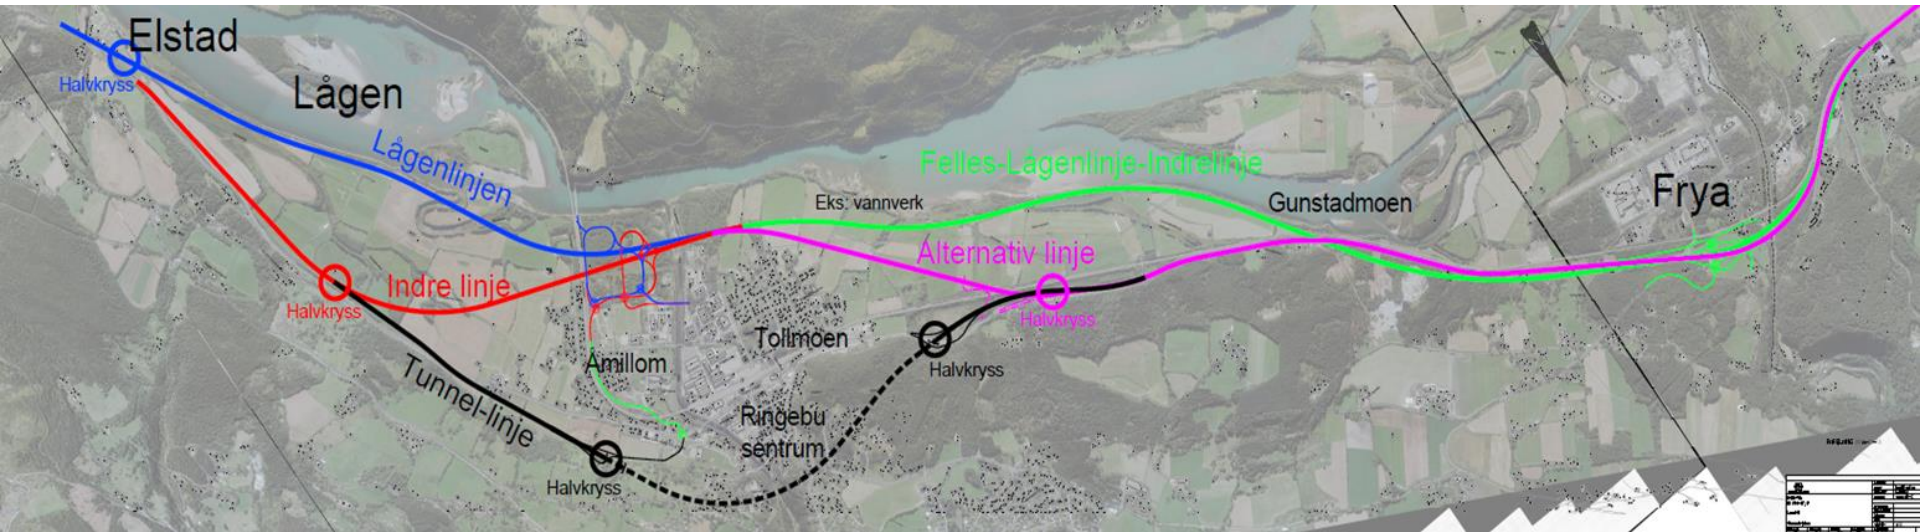 Elstad
Halvkryss
Lågen
Lågenlinjen
Felles-Lågenlinje-Indrelinje
Eks: vannverk
Gunstadmoen
Frya
Alternativ linje
Indre linje
Halvkryss
Halvkryss
Tollmoen
Åmillom
Halvkryss
Tunnel-linje
Ringebu
sentrum
Halvkryss